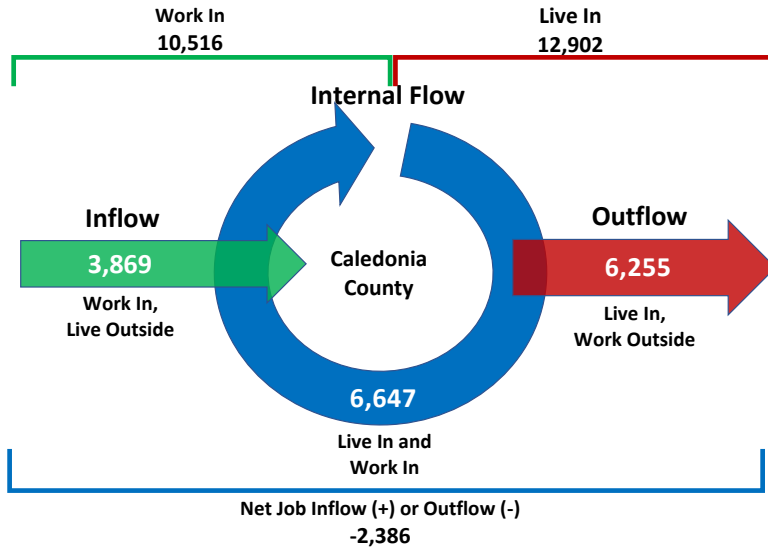 Work In
10,516
Live In
12,902
Internal Flow
Inflow
3,869
Work In,
Live Outside
Caledonia
County
Outflow
6,255
Live In,
Work Outside
6,647
Live In and
Work In
Net Job Inflow (+) or Outflow (-)
-2,386